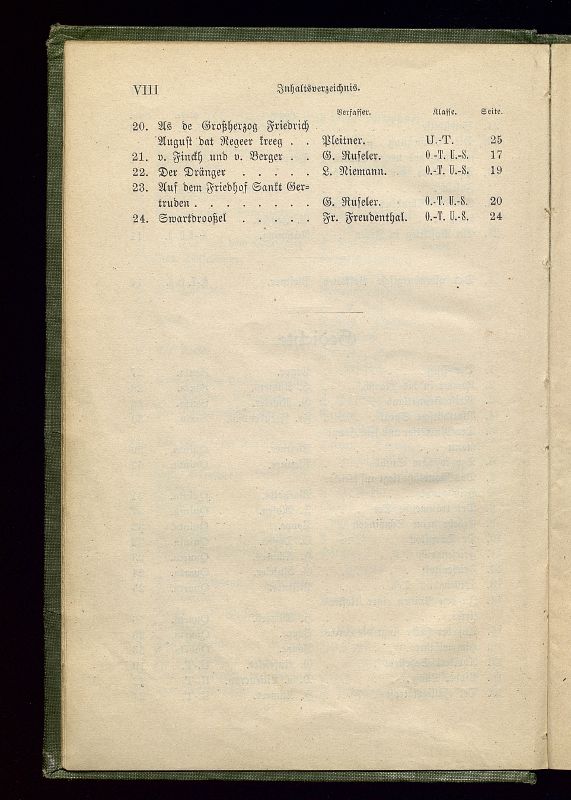 VIII Inhaltsverzeichnis.
Verfasser. Klasse. Seite.
20. As de Großherzog Friedrich
August dat Regeer kreeg . . Pleitner. U.-T. 25
21. v. Finckh und v. Berger . . G. Ruseler. O.-T. U.-S. 17
22. Der Dränger . . . . . L. Niemann. O.-T. U.-S. 19
23. Auf dem Friedhof Sankt Ger=
truden . . . . . . . . G. Ruseler. O.-T. U.-S. 20
24. Swartdrooßel . . . . . Fr. Freudenthal. O.-T. U.-S. 24